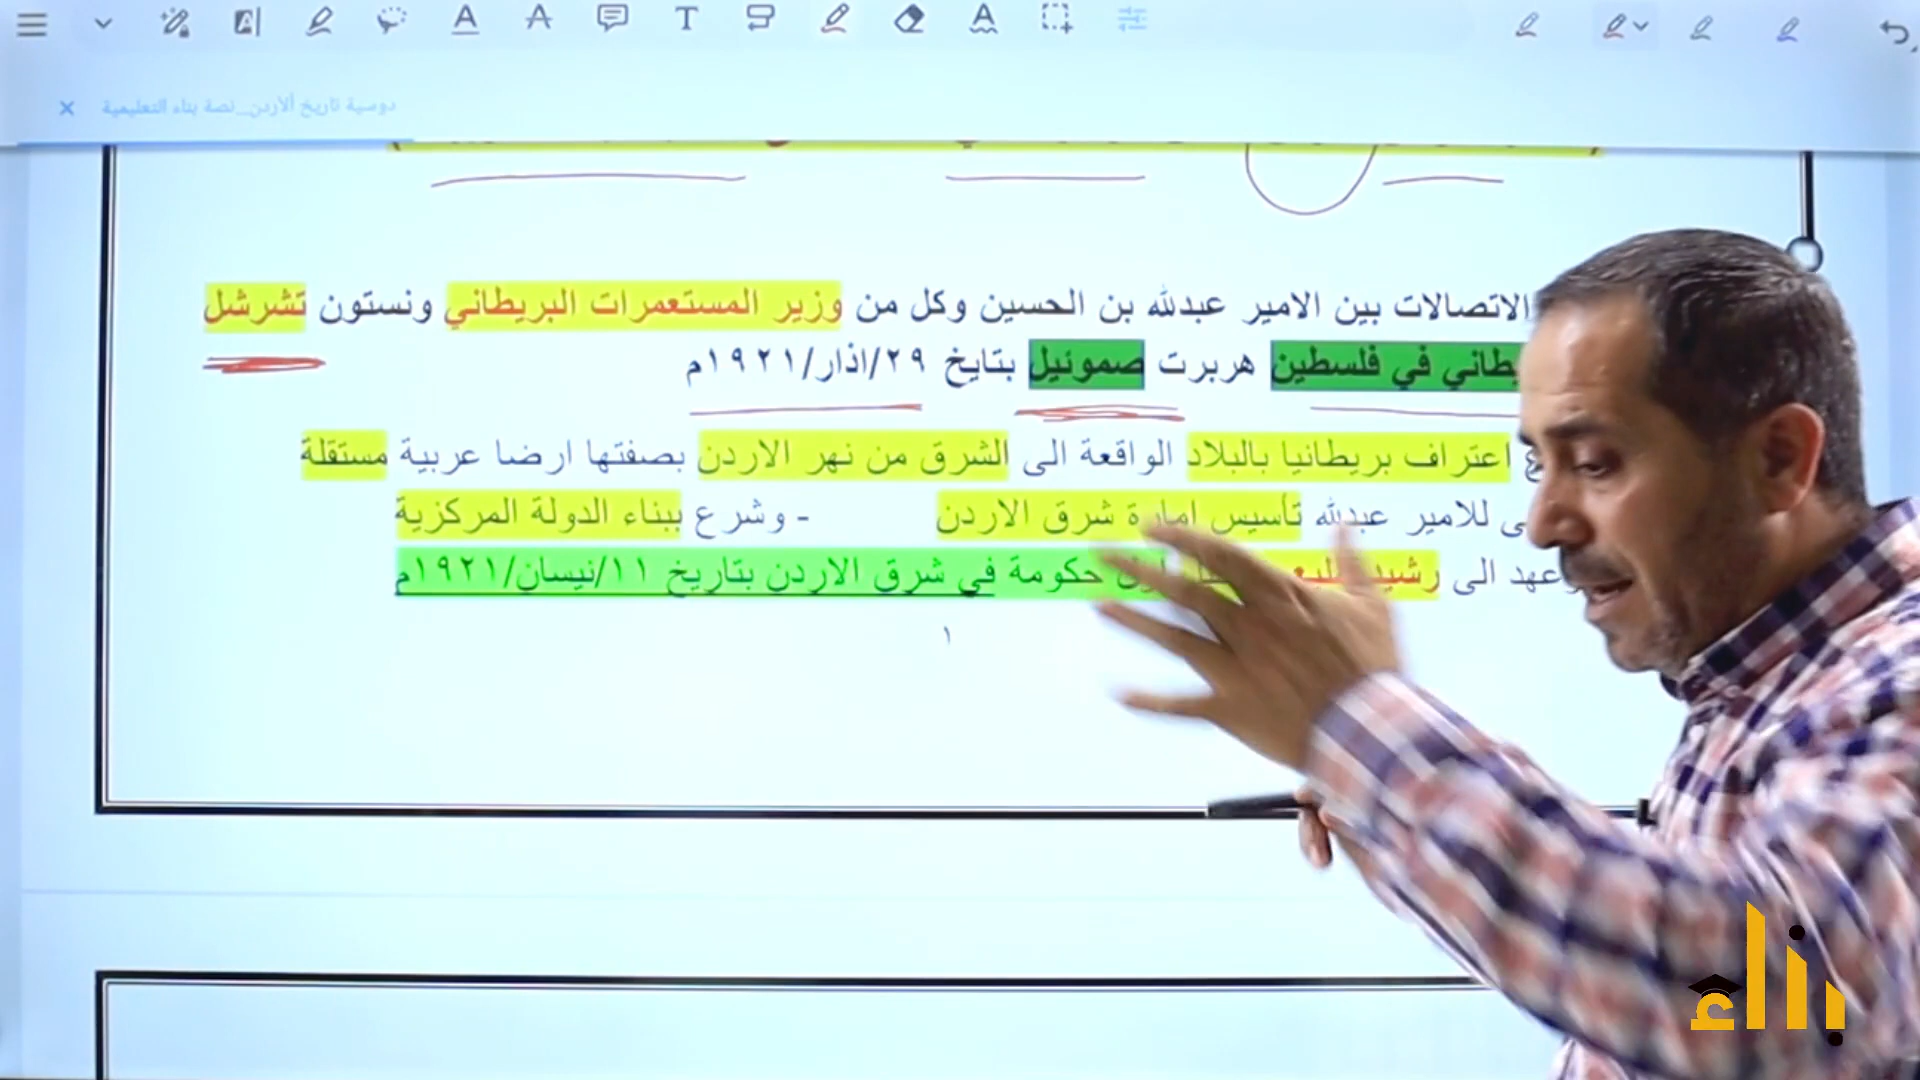 دوسية تاريخ ألاردن_نصة بناء التعليمية
الاتصالات بين الامير عبدالله بن الحسين وكل من وزير المستعمرات البريطاني ونستون تشرشل
في فلسطين هربرت صموئيل بتايخ ٢٩/اذار/١٩٢١م
اعتراف بريطانيا بالبلاد الواقعة الى الشرق من نهر الاردن بصفتها ارضا عربية مستقلة
للامير عبدالله تأسيس امارة شرق الاردن - وشرع ببناء الدولة المركزية
وعهد الى رشيد حكومة في شرق الاردن بتاريخ ١١/نيسان/١٩٢١م
١
بناء